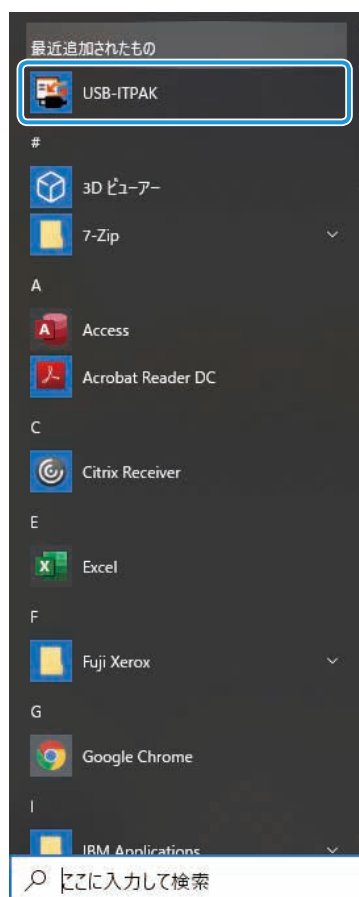 最近追加されたもの
USB-ITPAK
#
3D ビューアー
7-Zip
A
Access
Acrobat Reader DC
C
Citrix Receiver
E
Excel
F
Fuji Xerox
G
Google Chrome
I
IBM Applications
ここに入力して検索